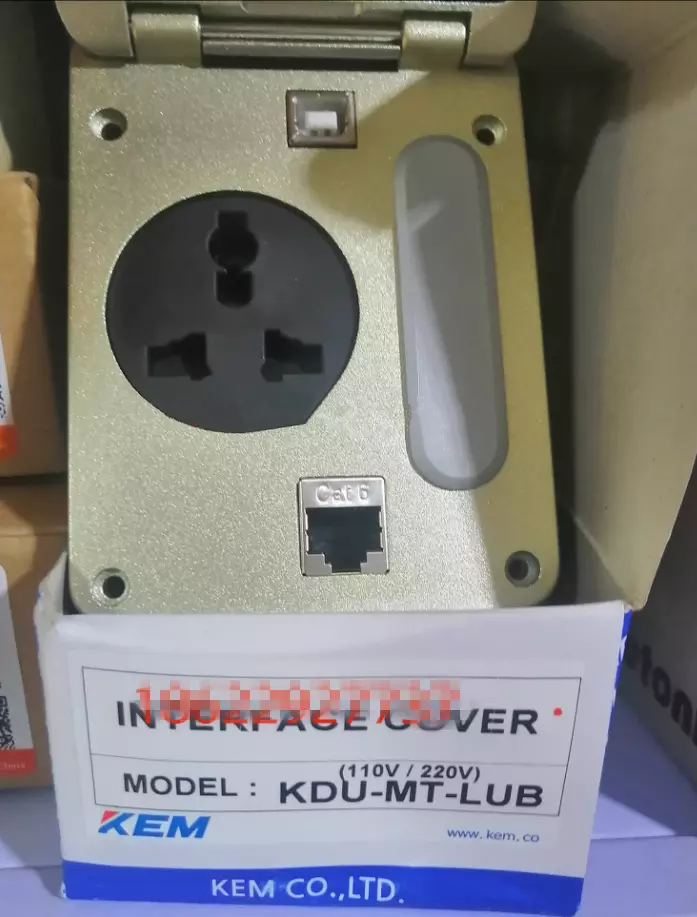 Cat 6
INTERFACE COVER
(110V / 220V)
MODEL : KDU-MT-LUB
KEM
www.kem.co
KEM CO.,LTD.